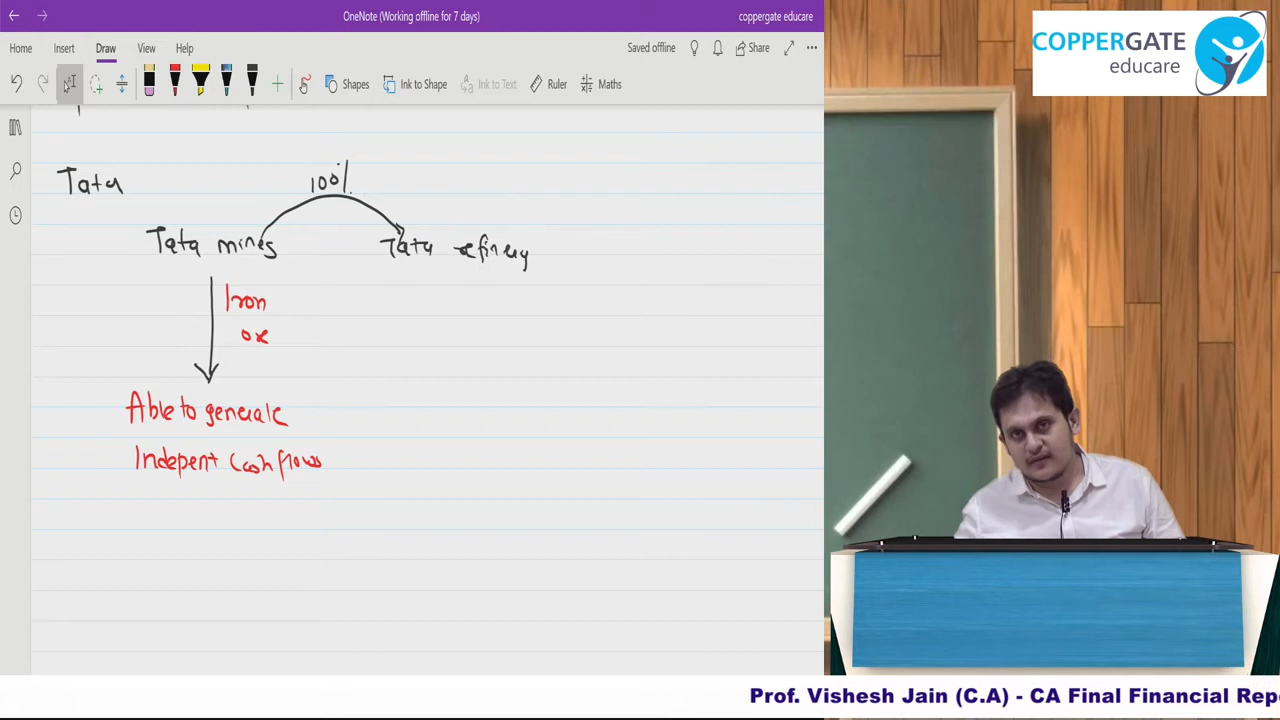 OneNote (Working offline for 7 days)
coppergate educare
Home Insert Draw View Help
Saved offline
Share
Shapes
Ink to Shape
Ink to Text
Ruler
Maths
COPPERGATE
educare
Tata
100%
Tata mines
Tata refinery
Iron
ore
Able to generate
Indepent Cash flows
Prof. Vishesh Jain (C.A) - CA Final Financial Rep